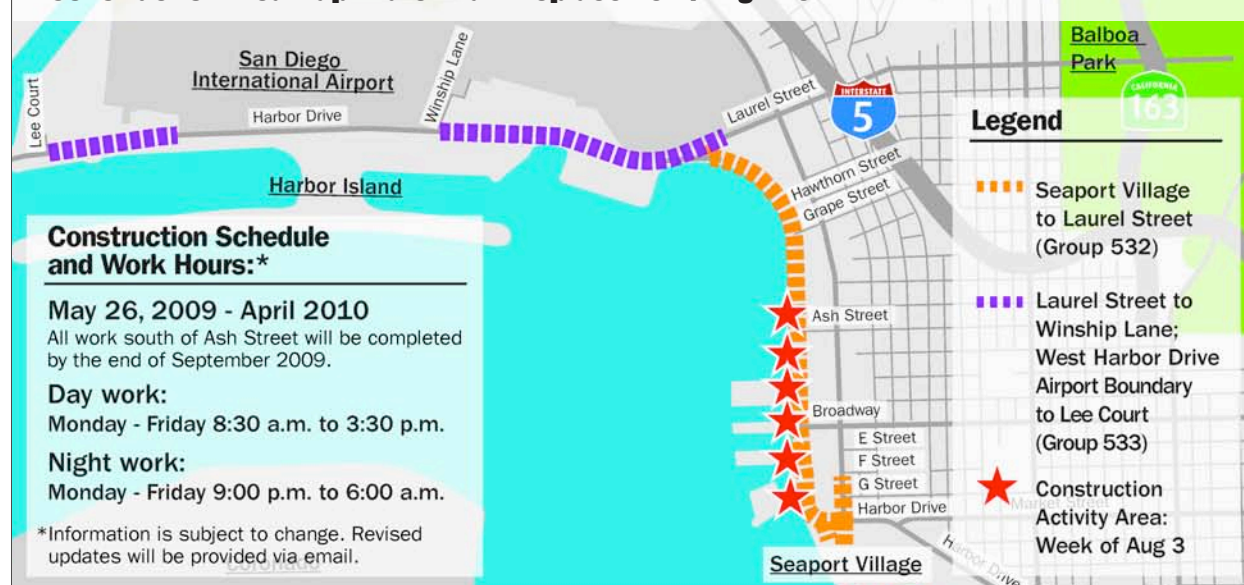 San Diego
International Airport
Lee Court
Winship Lane
Harbor Drive
Laurel Street
INTERSTATE
5
Balboa
Park
CALIFORNIA
163
Harbor Island
Hawthorn Street
Grape Street
Construction Schedule
and Work Hours:*
May 26, 2009 - April 2010
All work south of Ash Street will be completed
by the end of September 2009.
Day work:
Monday - Friday 8:30 a.m. to 3:30 p.m.
Night work:
Monday - Friday 9:00 p.m. to 6:00 a.m.
*Information is subject to change. Revised
updates will be provided via email.
Coronado
Ash Street
Broadway
E Street
F Street
G Street
Harbor Drive
Harbor Drive
Seaport Village
Market Street
Legend
Seaport Village
to Laurel Street
(Group 532)
Laurel Street to
Winship Lane;
West Harbor Drive
Airport Boundary
to Lee Court
(Group 533)
Construction
Activity Area:
Week of Aug 3